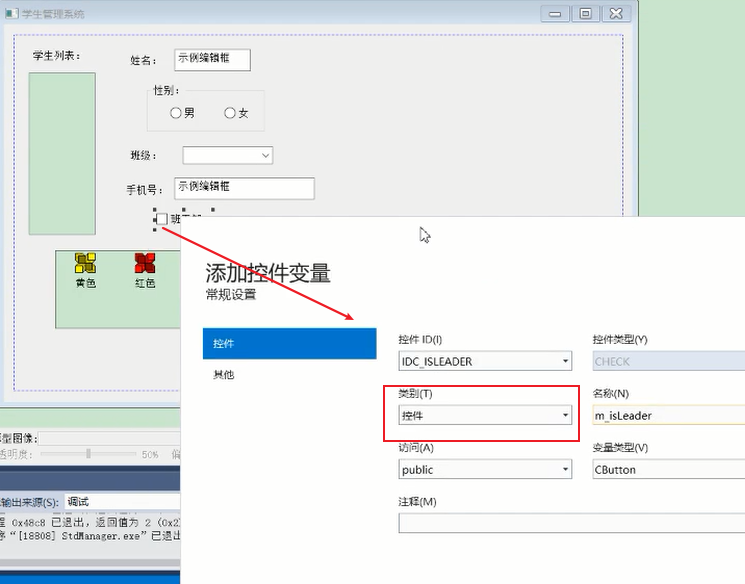 学生管理系统
学生列表：
姓名：
示例编辑框
性别：
男
女
班级：
手机号：
示例编辑框
黄色
红色
添加控件变量
常规设置
控件
其他
控件 ID(I)
控件类型(Y)
IDC_ISLEADER
CHECK
类别(T)
名称(N)
控件
m_isLeader
访问(A)
变量类型(V)
public
CButton
注释(M)
型图像:
透明度:
50%
偏
输出来源(S):
调试
程 0x48c8 已退出，返回值为 2 (0x2)
序“[18808] StdManager.exe”已退出